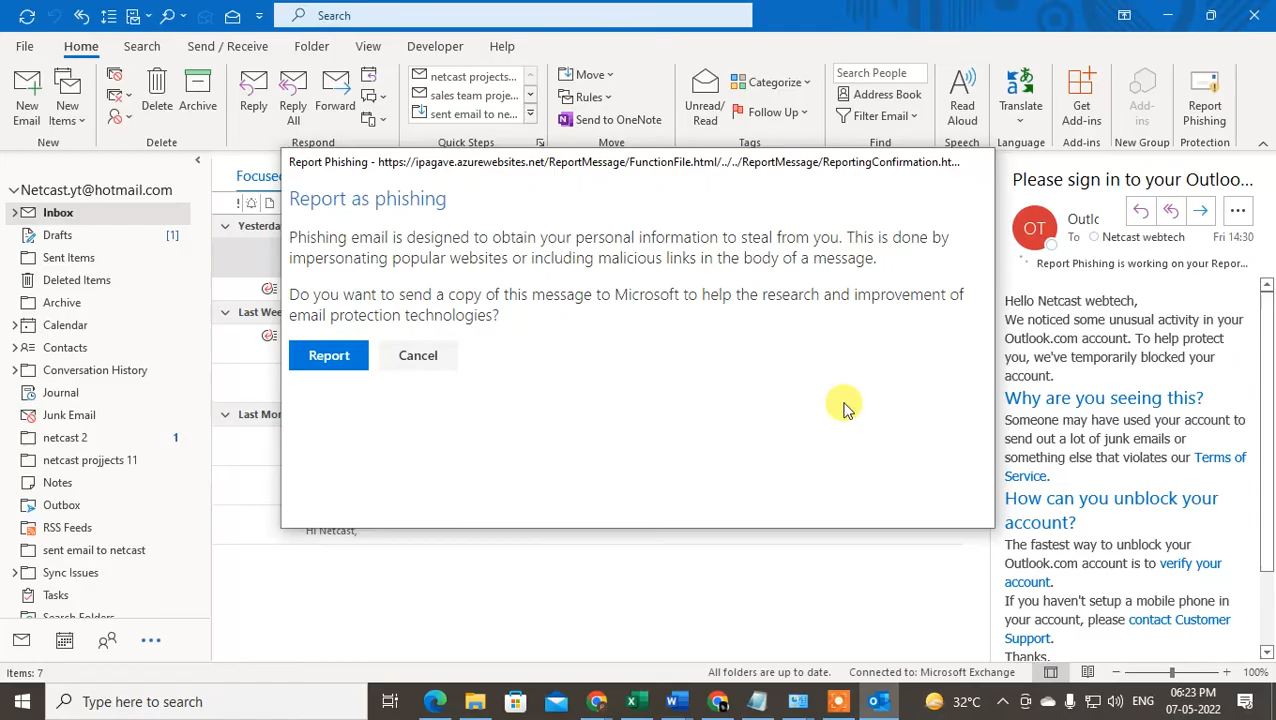 Search
File Home Search Send / Receive Folder View Developer Help
New Email
New Items
Delete
Archive
Reply
Reply All
Forward
netcast projects...
sales team proje...
sent email to ne...
Move
Rules
Send to OneNote
Unread/ Read
Categorize
Follow Up
Search People
Address Book
Filter Email
Read Aloud
Translate
Get Add-ins
Add-ins
Report Phishing
New Delete Respond Quick Steps Move Tags Find Speech Language New Group Protection
Netcast.yt@hotmail.com
Inbox
Drafts [1]
Sent Items
Deleted Items
Archive
Calendar
Contacts
Conversation History
Journal
Junk Email
netcast 2 1
netcast projjects 11
Notes
Outbox
RSS Feeds
sent email to netcast
Sync Issues
Tasks
Search Folders
Focused
Yesterda
Last Wee
Last Mon
Hi Netcast,
Report Phishing - https://ipagave.azurewebsites.net/ReportMessage/FunctionFile.html/../../ReportMessage/ReportingConfirmation.ht...
Report as phishing
Phishing email is designed to obtain your personal information to steal from you. This is done by
impersonating popular websites or including malicious links in the body of a message.
Do you want to send a copy of this message to Microsoft to help the research and improvement of
email protection technologies?
Report Cancel
Please sign in to your Outloo...
OT
Outlc
To Netcast webtech Fri 14:30
Report Phishing is working on your Repor...
Hello Netcast webtech,
We noticed some unusual activity in your
Outlook.com account. To help protect
you, we've temporarily blocked your
account.
Why are you seeing this?
Someone may have used your account to
send out a lot of junk emails or
something else that violates our Terms of
Service.
How can you unblock your
account?
The fastest way to unblock your
Outlook.com account is to verify your
account.
If you haven't setup a mobile phone in
your account, please contact Customer
Support.
Thanks.
Items: 7
All folders are up to date. Connected to: Microsoft Exchange 100%
Type here to search
32°C
ENG
06:23 PM
07-05-2022